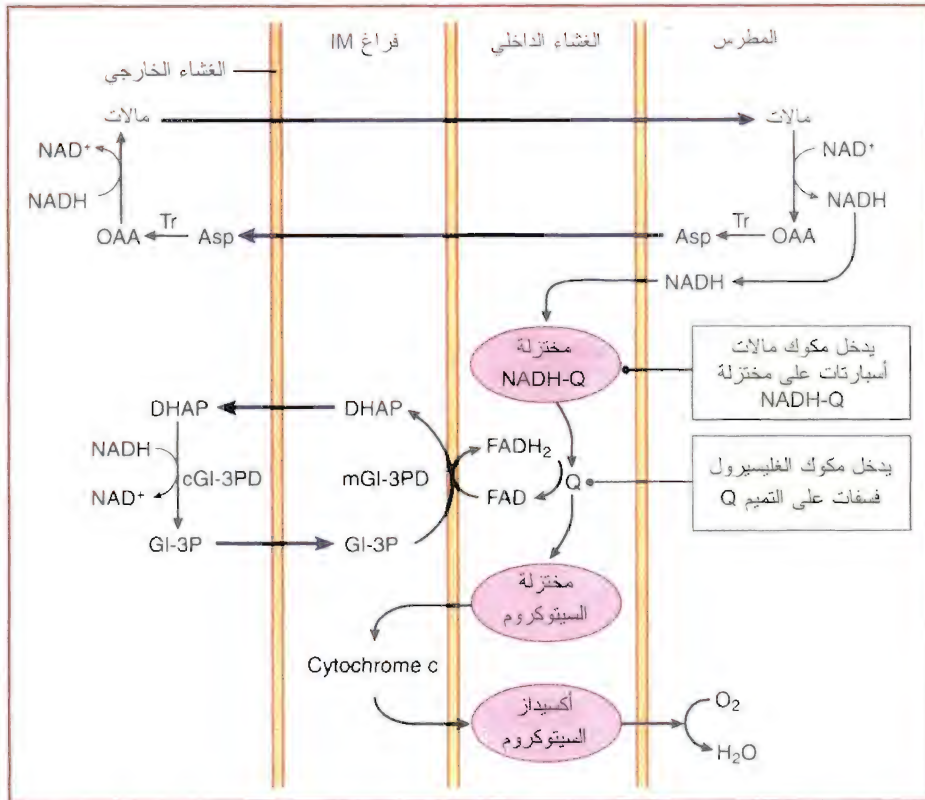 المطرس
الغشاء الداخلي
فراغ IM
الغشاء الخارجي
مالات
مالات
NAD⁺
NADH
NAD⁺
NADH
OAA
Tr
Asp
Asp
Tr
OAA
NADH
مختزلة
NADH-Q
يدخل مكوك مالات
أسبارتات على مختزلة
NADH-Q
DHAP
DHAP
NADH
cGl-3PD
NAD⁺
mGl-3PD
FADH₂
FAD
Q
يدخل مكوك الغليسيرول
فسفات على التميم Q
Gl-3P
Gl-3P
مختزلة
السيتوكروم
Cytochrome c
أكسيداز
السيتوكروم
O₂
H₂O